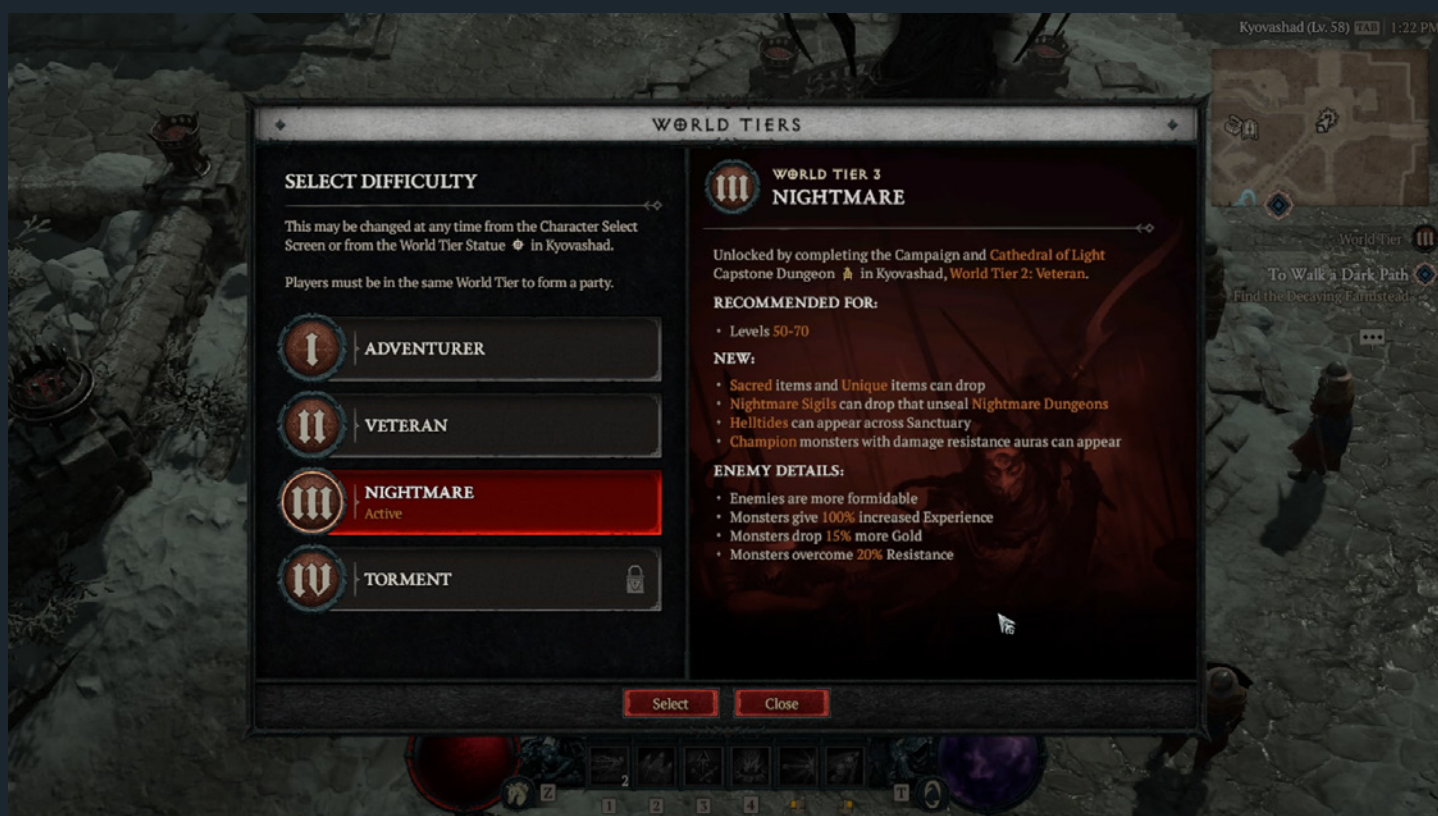 Kyovashad (Lv. 58) TAB 1:22 PM
WORLD TIERS
SELECT DIFFICULTY
This may be changed at any time from the Character Select
Screen or from the World Tier Statue in Kyovashad.
Players must be in the same World Tier to form a party.
I ADVENTURER
II VETERAN
III NIGHTMARE
Active
IV TORMENT
III WORLD TIER 3
NIGHTMARE
Unlocked by completing the Campaign and Cathedral of Light
Capstone Dungeon in Kyovashad, World Tier 2: Veteran.
RECOMMENDED FOR:
• Levels 50-70
NEW:
• Sacred items and Unique items can drop
• Nightmare Sigils can drop that unseal Nightmare Dungeons
• Helltides can appear across Sanctuary
• Champion monsters with damage resistance auras can appear
ENEMY DETAILS:
• Enemies are more formidable
• Monsters give 100% increased Experience
• Monsters drop 15% more Gold
• Monsters overcome 20% Resistance
World Tier III
To Walk a Dark Path
Find the Decaying Farmstead
Select Close
2
Z 1 2 3 4 T